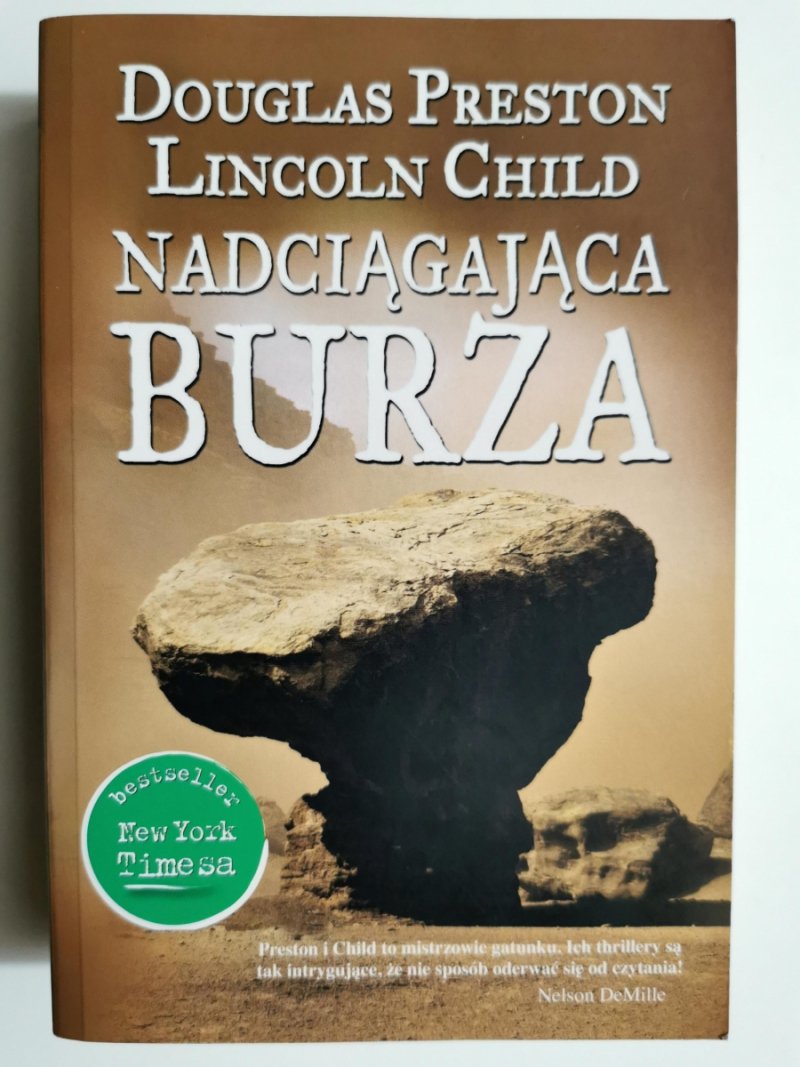 DOUGLAS PRESTON
LINCOLN CHILD
NADCIĄGAJĄCA
BURZA
bestseller
New York
Timesa
Preston i Child to mistrzowie gatunku. Ich thrillery są
tak intrygujące, że nie sposób oderwać się od czytania!
Nelson DeMille